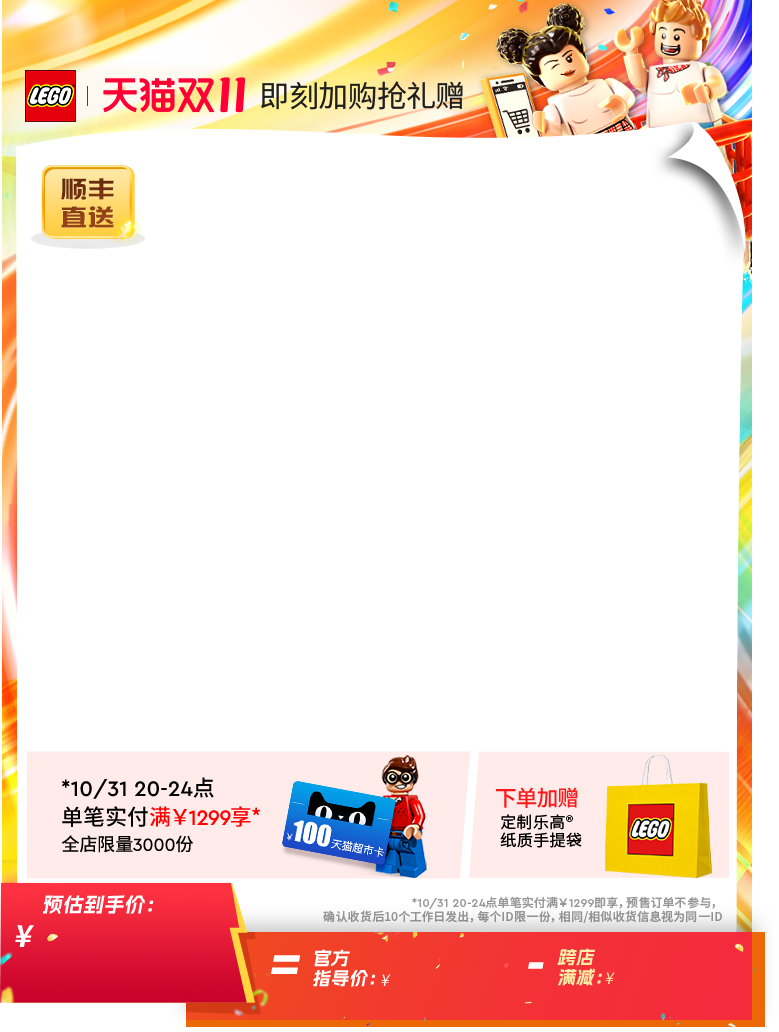 LEGO 天猫双11 即刻加购抢礼赠
顺丰
直送
*10/31 20-24点
单笔实付满￥1299享*
全店限量3000份
￥100天猫超市卡
下单加赠
定制乐高®
纸质手提袋
LEGO
*10/31 20-24点单笔实付满￥1299即享，预售订单不参与，
确认收货后10个工作日发出，每个ID限一份，相同/相似收货信息视为同一ID
预估到手价：
￥
=
官方
指导价：￥
-
跨店
满减：￥